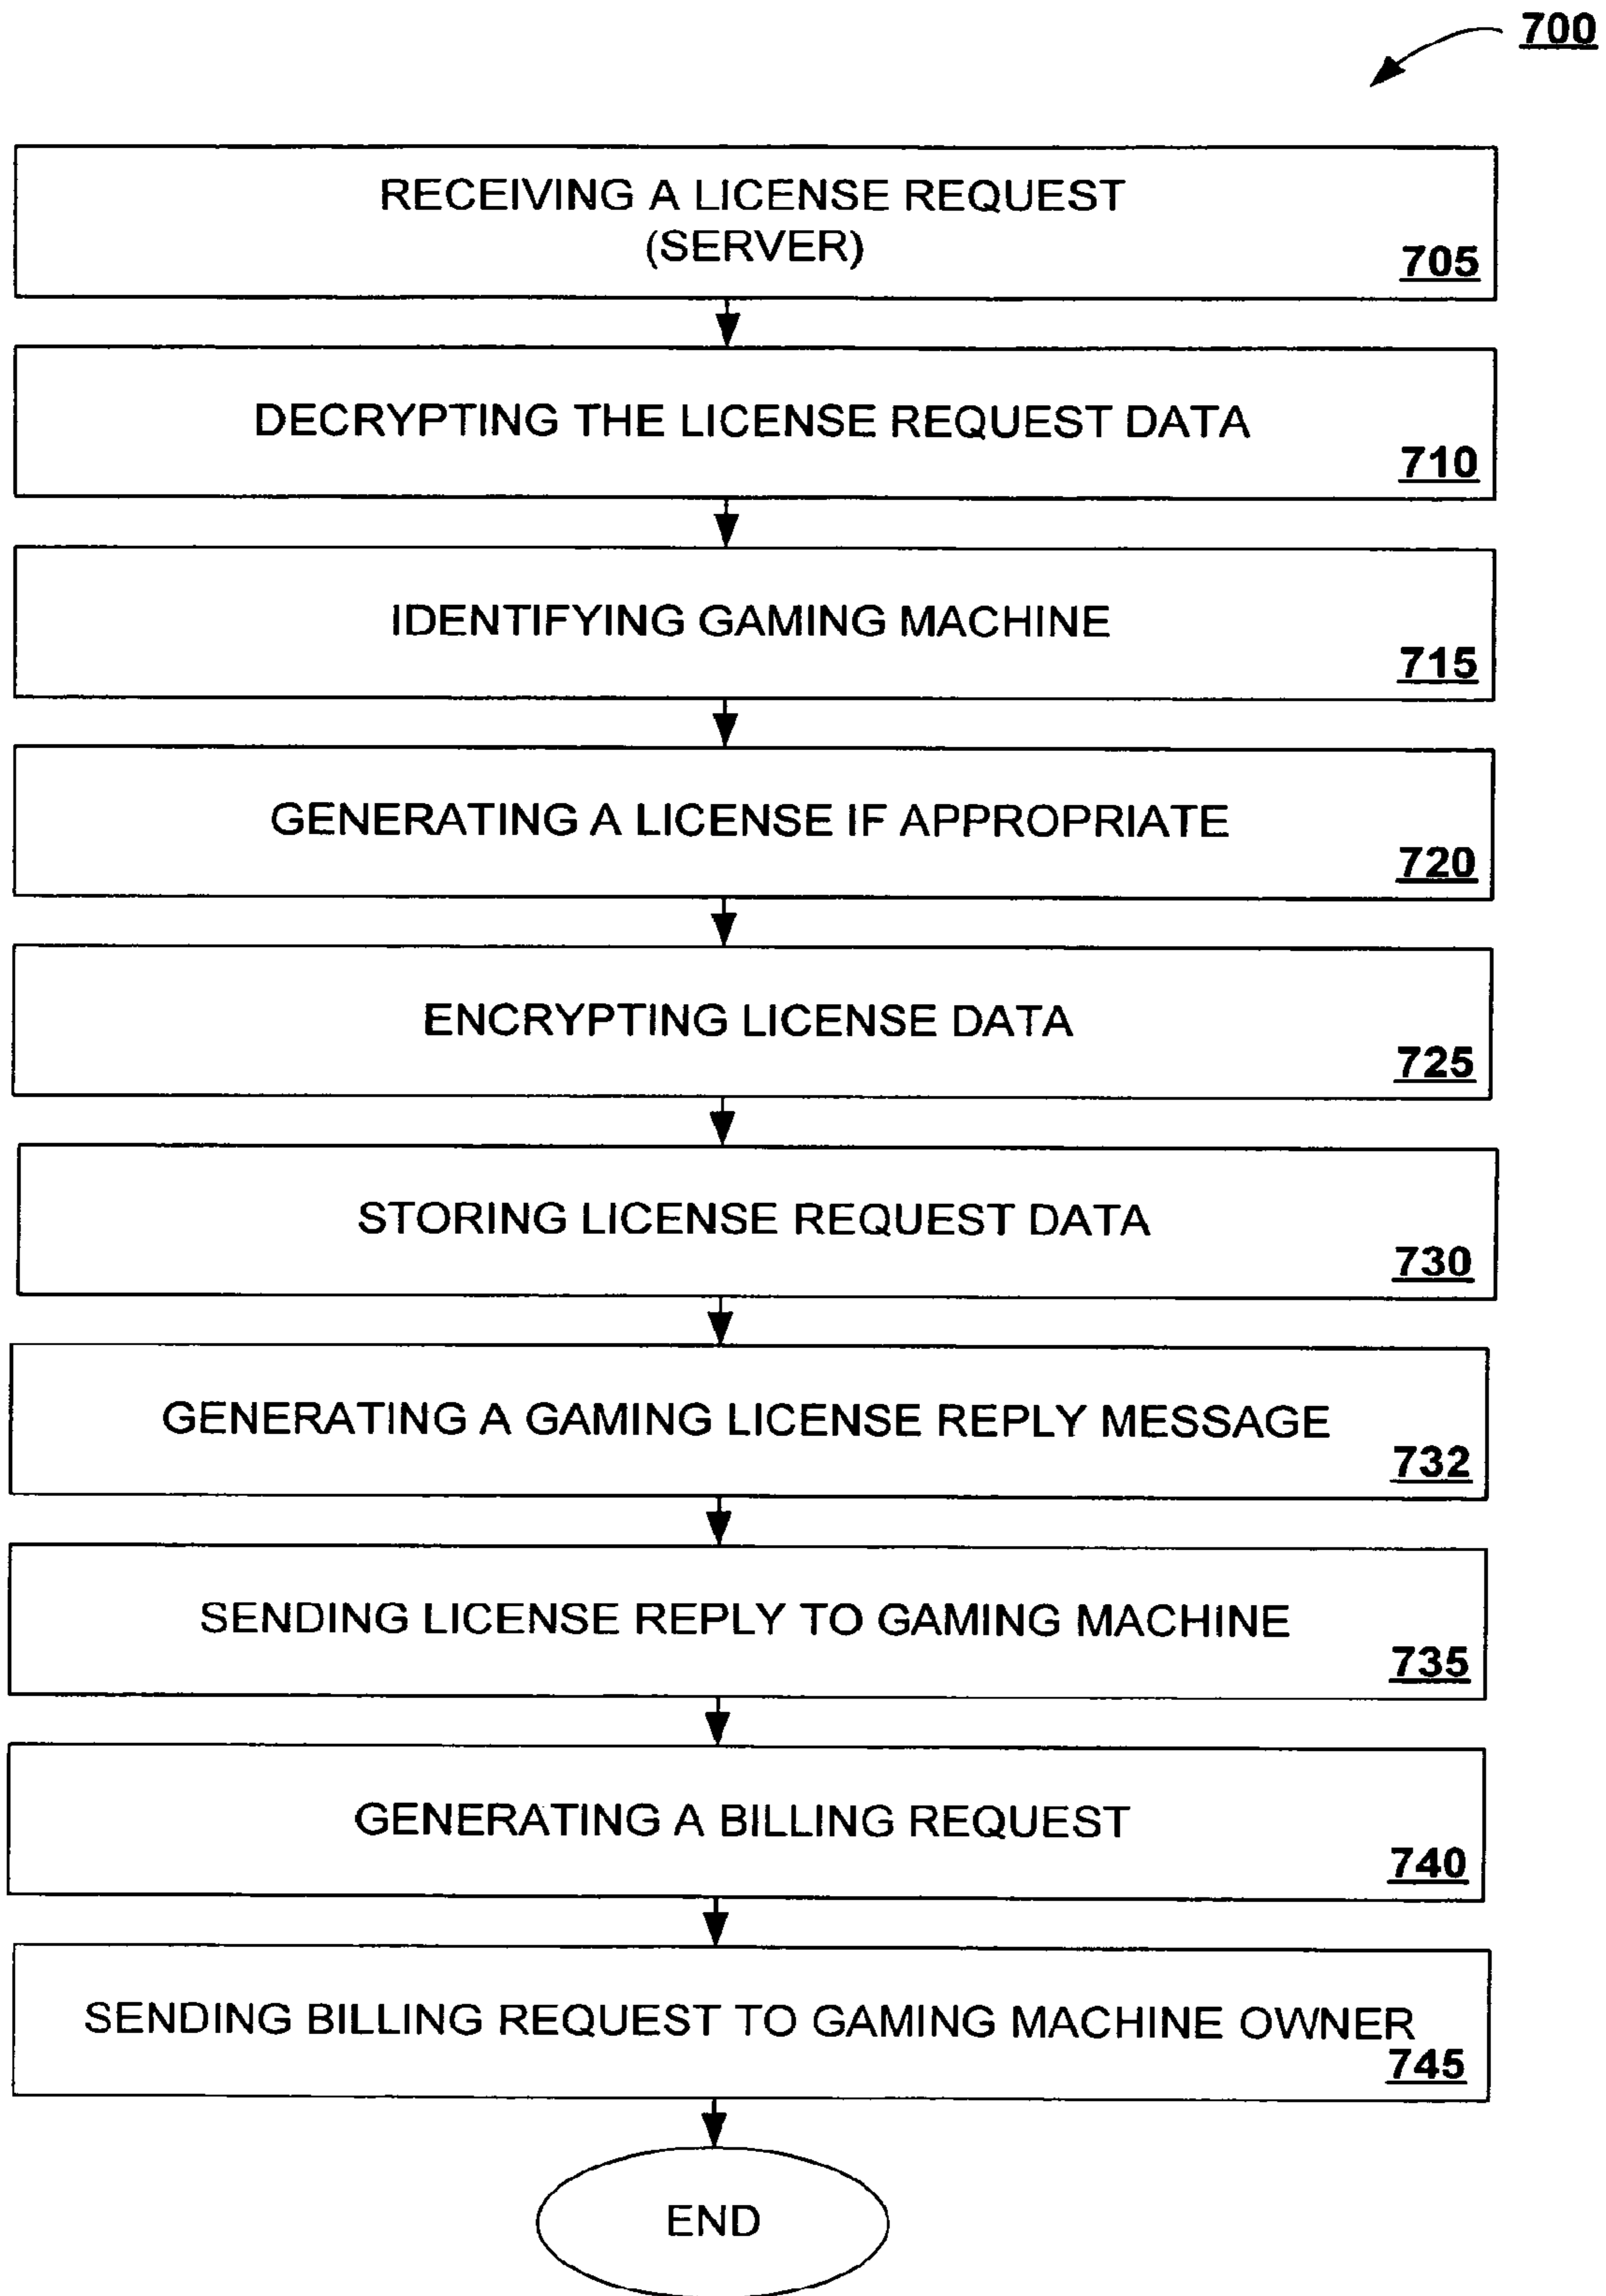 700
RECEIVING A LICENSE REQUEST
(SERVER)
705
DECRYPTING THE LICENSE REQUEST DATA
710
IDENTIFYING GAMING MACHINE
715
GENERATING A LICENSE IF APPROPRIATE
720
ENCRYPTING LICENSE DATA
725
STORING LICENSE REQUEST DATA
730
GENERATING A GAMING LICENSE REPLY MESSAGE
732
SENDING LICENSE REPLY TO GAMING MACHINE
735
GENERATING A BILLING REQUEST
740
SENDING BILLING REQUEST TO GAMING MACHINE OWNER
745
END